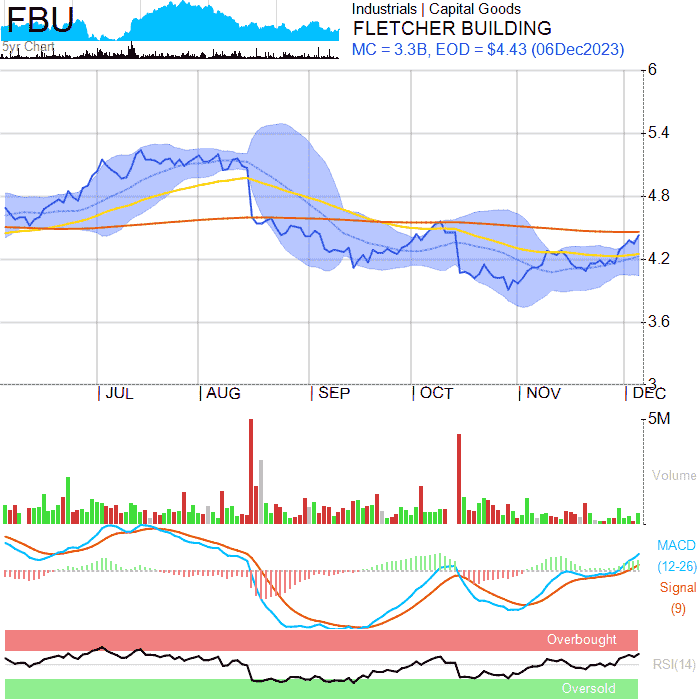 FBU
Industrials | Capital Goods
FLETCHER BUILDING
5yr Chart
MC = 3.3B, EOD = $4.43 (06Dec2023)
6
5.4
4.8
4.2
3.6
3
JUL AUG SEP OCT NOV DEC
5M
Volume
MACD
(12-26)
Signal
(9)
Overbought
RSI(14)
Oversold